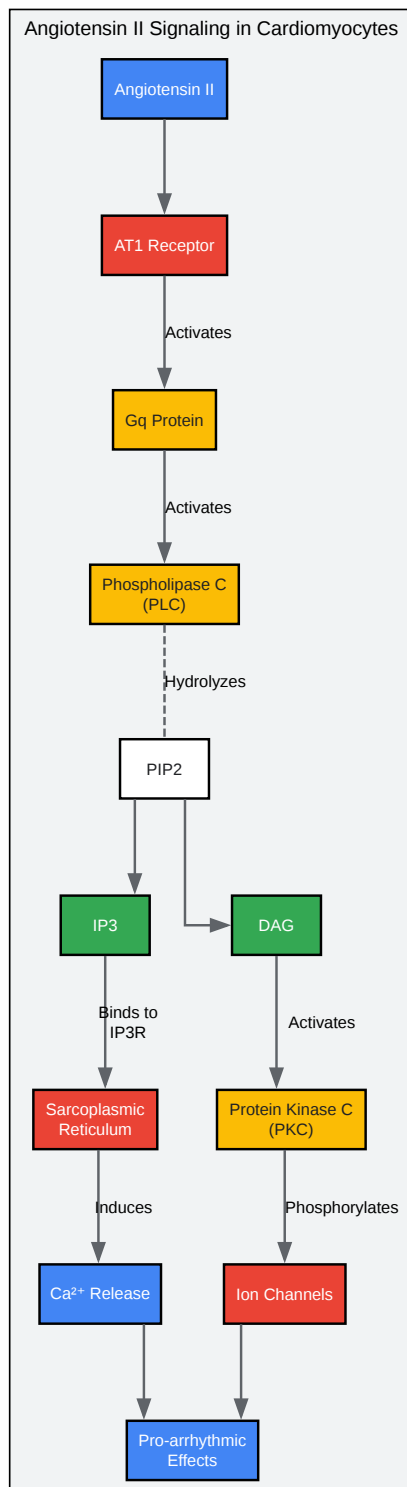 Angiotensin II Signaling in Cardiomyocytes
Angiotensin II
AT1 Receptor
Activates
Gq Protein
Activates
Phospholipase C
(PLC)
Hydrolyzes
PIP2
IP3
DAG
Binds to
IP3R
Activates
Sarcoplasmic
Reticulum
Protein Kinase C
(PKC)
Induces
Phosphorylates
Ca²⁺ Release
Ion Channels
Pro-arrhythmic
Effects